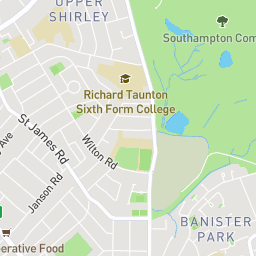 UPPER
SHIRLEY
Southampton Com
Richard Taunton
Sixth Form College
St James Rd
Ave
Wilton Rd
Janson Rd
BANISTER
PARK
erative Food